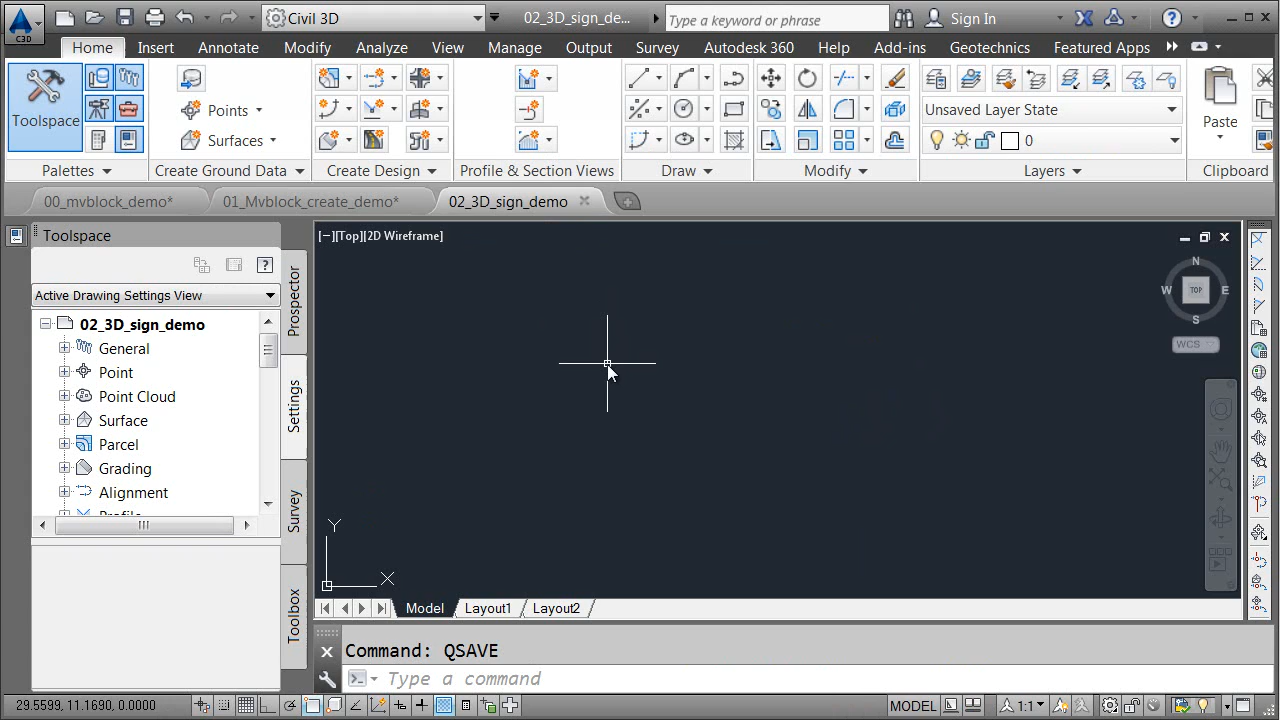 C3D
Civil 3D
02_3D_sign_de...
Type a keyword or phrase
Sign In
Home
Insert
Annotate
Modify
Analyze
View
Manage
Output
Survey
Autodesk 360
Help
Add-ins
Geotechnics
Featured Apps
Toolspace
Points
Surfaces
Unsaved Layer State
0
Paste
Palettes
Create Ground Data
Create Design
Profile & Section Views
Draw
Modify
Layers
Clipboard
00_mvblock_demo*
01_Mvblock_create_demo*
02_3D_sign_demo
Toolspace
Active Drawing Settings View
02_3D_sign_demo
General
Point
Point Cloud
Surface
Parcel
Grading
Alignment
Profile
Prospector
Settings
Survey
Toolbox
[−][Top][2D Wireframe]
N
W
TOP
E
S
WCS
Y
X
Model
Layout1
Layout2
Command: QSAVE
Type a command
29.5599, 11.1690, 0.0000
MODEL
1:1